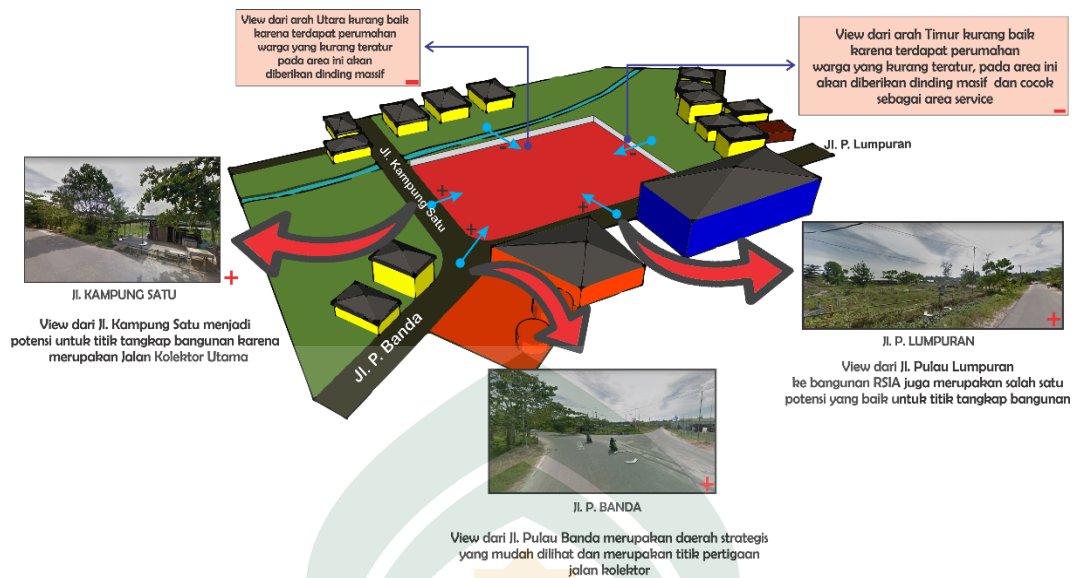 View dari arah Utara kurang baik
karena terdapat perumahan
warga yang kurang teratur
pada area ini akan
diberikan dinding massif
View dari arah Timur kurang baik
karena terdapat perumahan
warga yang kurang teratur, pada area ini
akan diberikan dinding masif dan cocok
sebagai area service
Jl. P. Lumpuran
Jl. Kampung Satu
Jl. P. Banda
Jl. KAMPUNG SATU
View dari Jl. Kampung Satu menjadi
potensi untuk titik tangkap bangunan karena
merupakan Jalan Kolektor Utama
Jl. P. LUMPURAN
View dari Jl. Pulau Lumpuran
ke bangunan RSIA juga merupakan salah satu
potensi yang baik untuk titik tangkap bangunan
Jl. P. BANDA
View dari Jl. Pulau Banda merupakan daerah strategis
yang mudah dilihat dan merupakan titik pertigaan
jalan kolektor